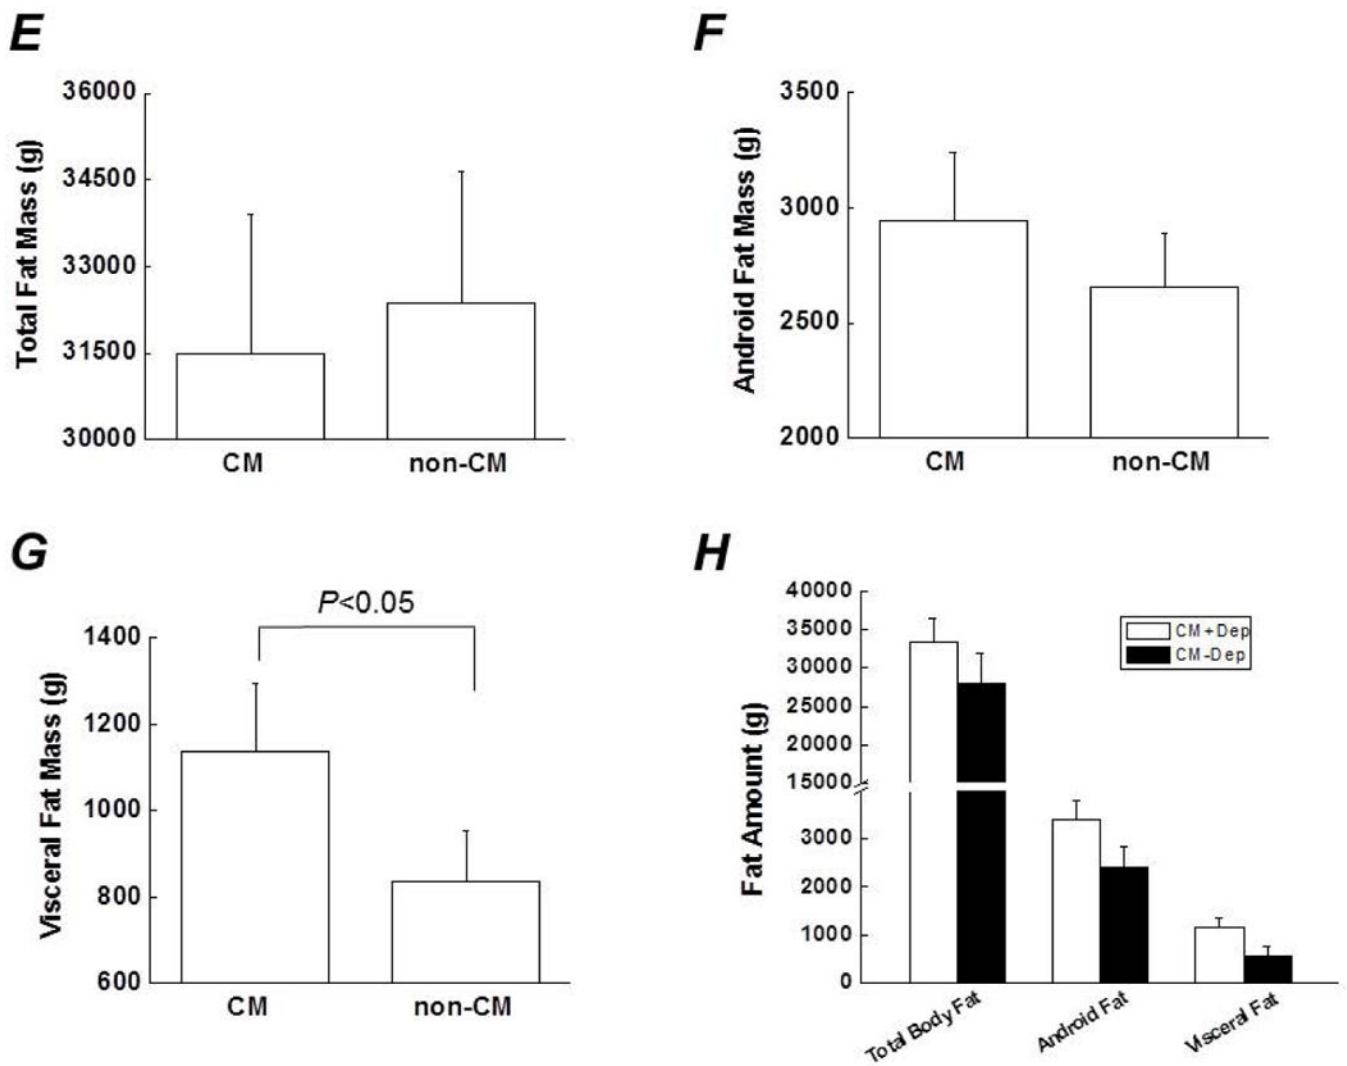 E
Total Fat Mass (g)
36000
34500
33000
31500
30000
CM non-CM
F
Android Fat Mass (g)
3500
3000
2500
2000
CM non-CM
G
P<0.05
Visceral Fat Mass (g)
1400
1200
1000
800
600
CM non-CM
H
Fat Amount (g)
40000
35000
30000
25000
20000
15000
3000
2000
1000
0
CM+Dep
CM-Dep
Total Body Fat
Android Fat
Visceral Fat